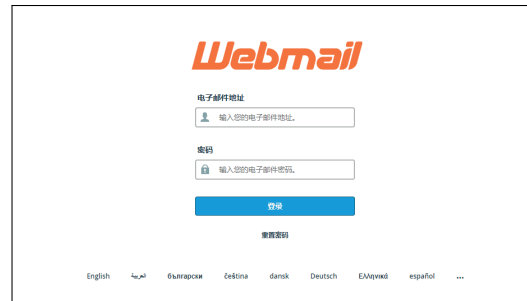 Webmail
电子邮件地址
输入您的电子邮件地址。
密码
输入您的电子邮件密码。
登录
重置密码
English العربية български čeština dansk Deutsch Ελληνικά español ...